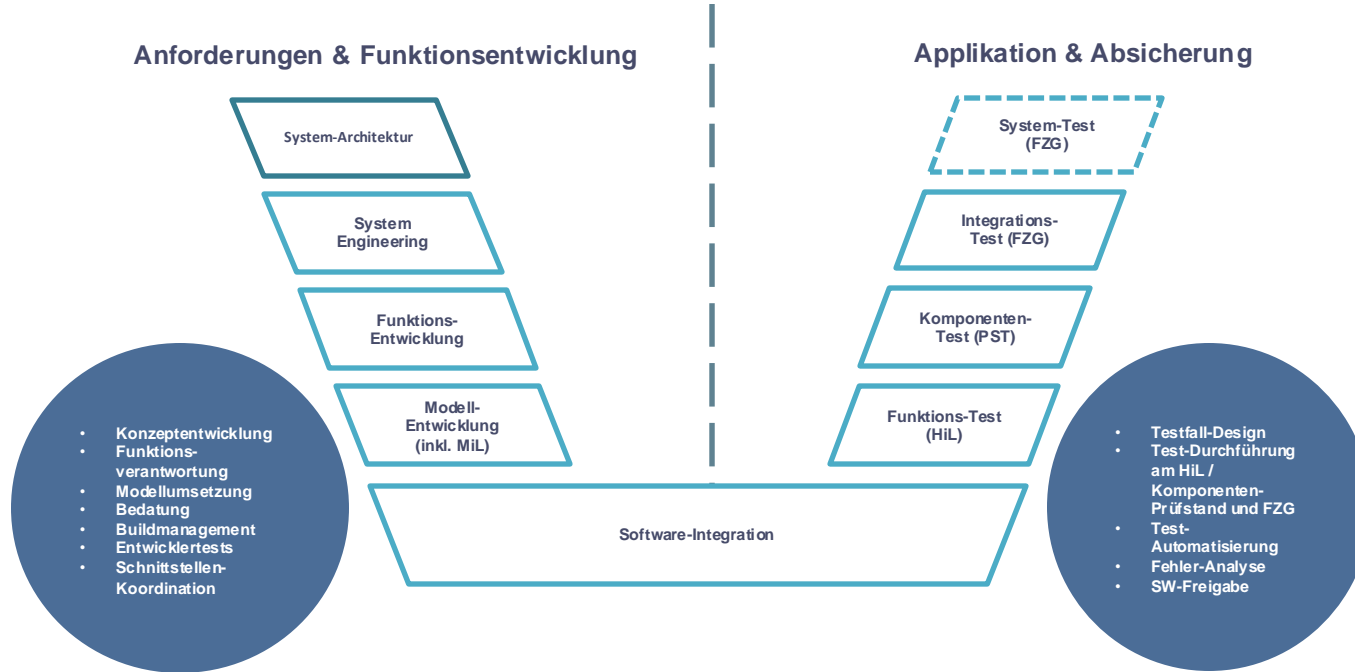 Anforderungen & Funktionsentwicklung
System-Architektur
System
Engineering
Funktions-
Entwicklung
Modell-
Entwicklung
(inkl. MiL)
• Konzeptentwicklung
• Funktions-
verantwortung
• Modellumsetzung
• Bedatung
• Buildmanagement
• Entwicklertests
• Schnittstellen-
Koordination
Software-Integration
Applikation & Absicherung
System-Test
(FZG)
Integrations-
Test (FZG)
Komponenten-
Test (PST)
Funktions-Test
(HiL)
• Testfall-Design
• Test-Durchführung
am HiL /
Komponenten-
Prüfstand und FZG
• Test-
Automatisierung
• Fehler-Analyse
• SW-Freigabe